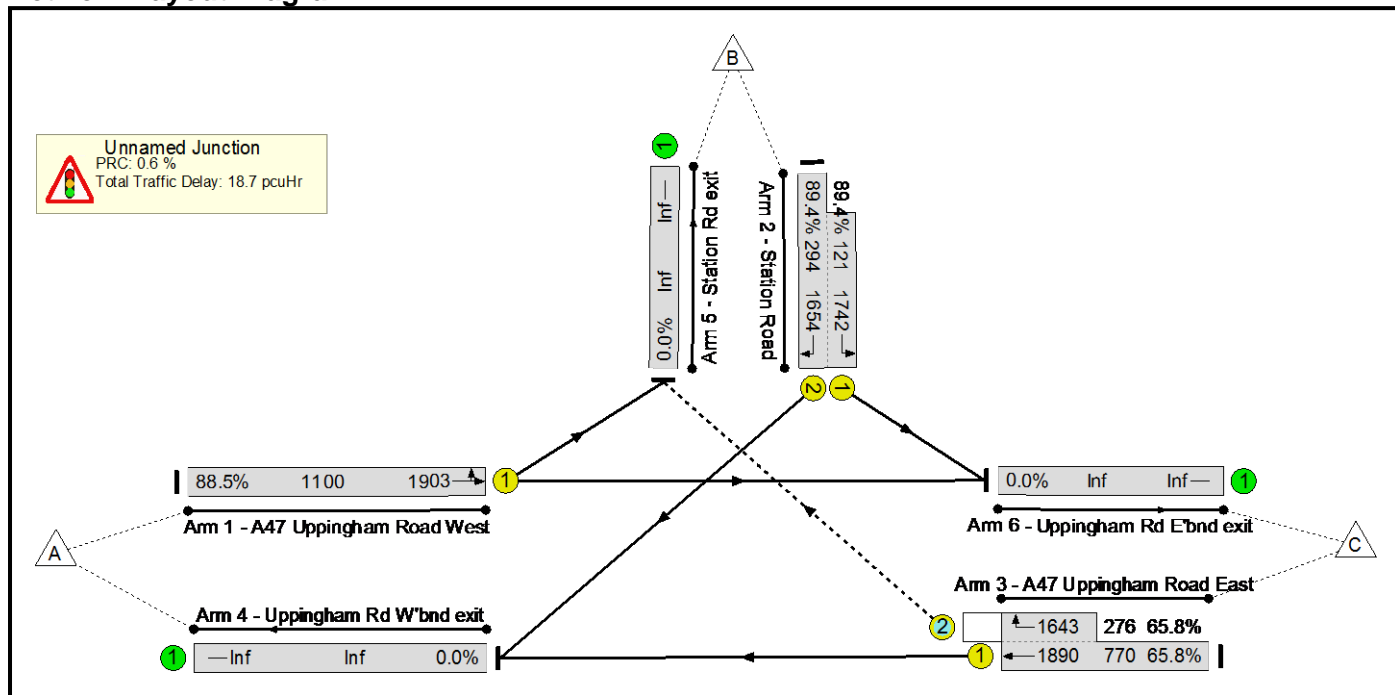 B
Unnamed Junction
PRC: 0.6 %
Total Traffic Delay: 18.7 pcuHr
1
0.0% Inf Inf
Arm 5 - Station Rd exit
Arm 2 - Station Road
89.4% 294 1654
89.4% 121 1742
2 1
88.5% 1100 1903
1
Arm 1 - A47 Uppingham Road West
0.0% Inf Inf
1
Arm 6 - Uppingham Rd E'bnd exit
A
C
Arm 3 - A47 Uppingham Road East
Arm 4 - Uppingham Rd W'bnd exit
2
1643 276 65.8%
1
Inf Inf 0.0%
1
1890 770 65.8%